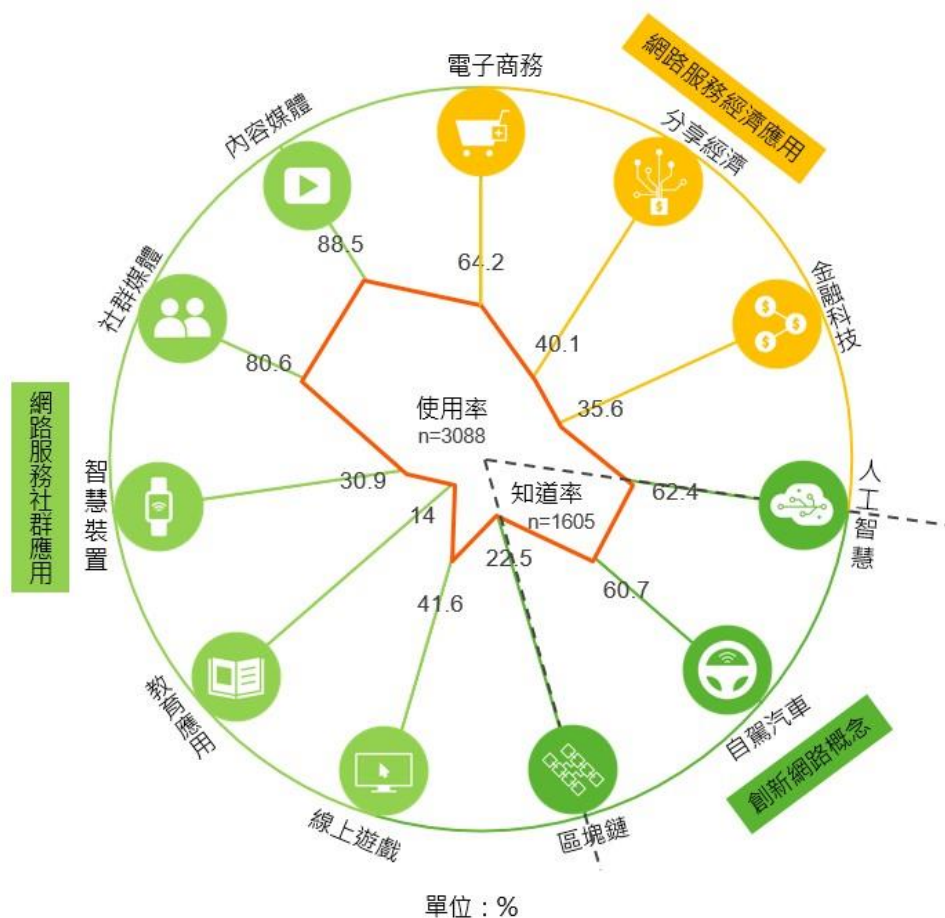 電子商務
64.2
網路服務經濟應用
分享經濟
40.1
金融科技
35.6
人工智慧
62.4
自駕汽車
60.7
創新網路概念
區塊鏈
22.5
線上遊戲
41.6
教育應用
14
智慧裝置
30.9
網路服務社群應用
社群媒體
80.6
內容媒體
88.5
使用率
n=3088
知道率
n=1605
單位：%